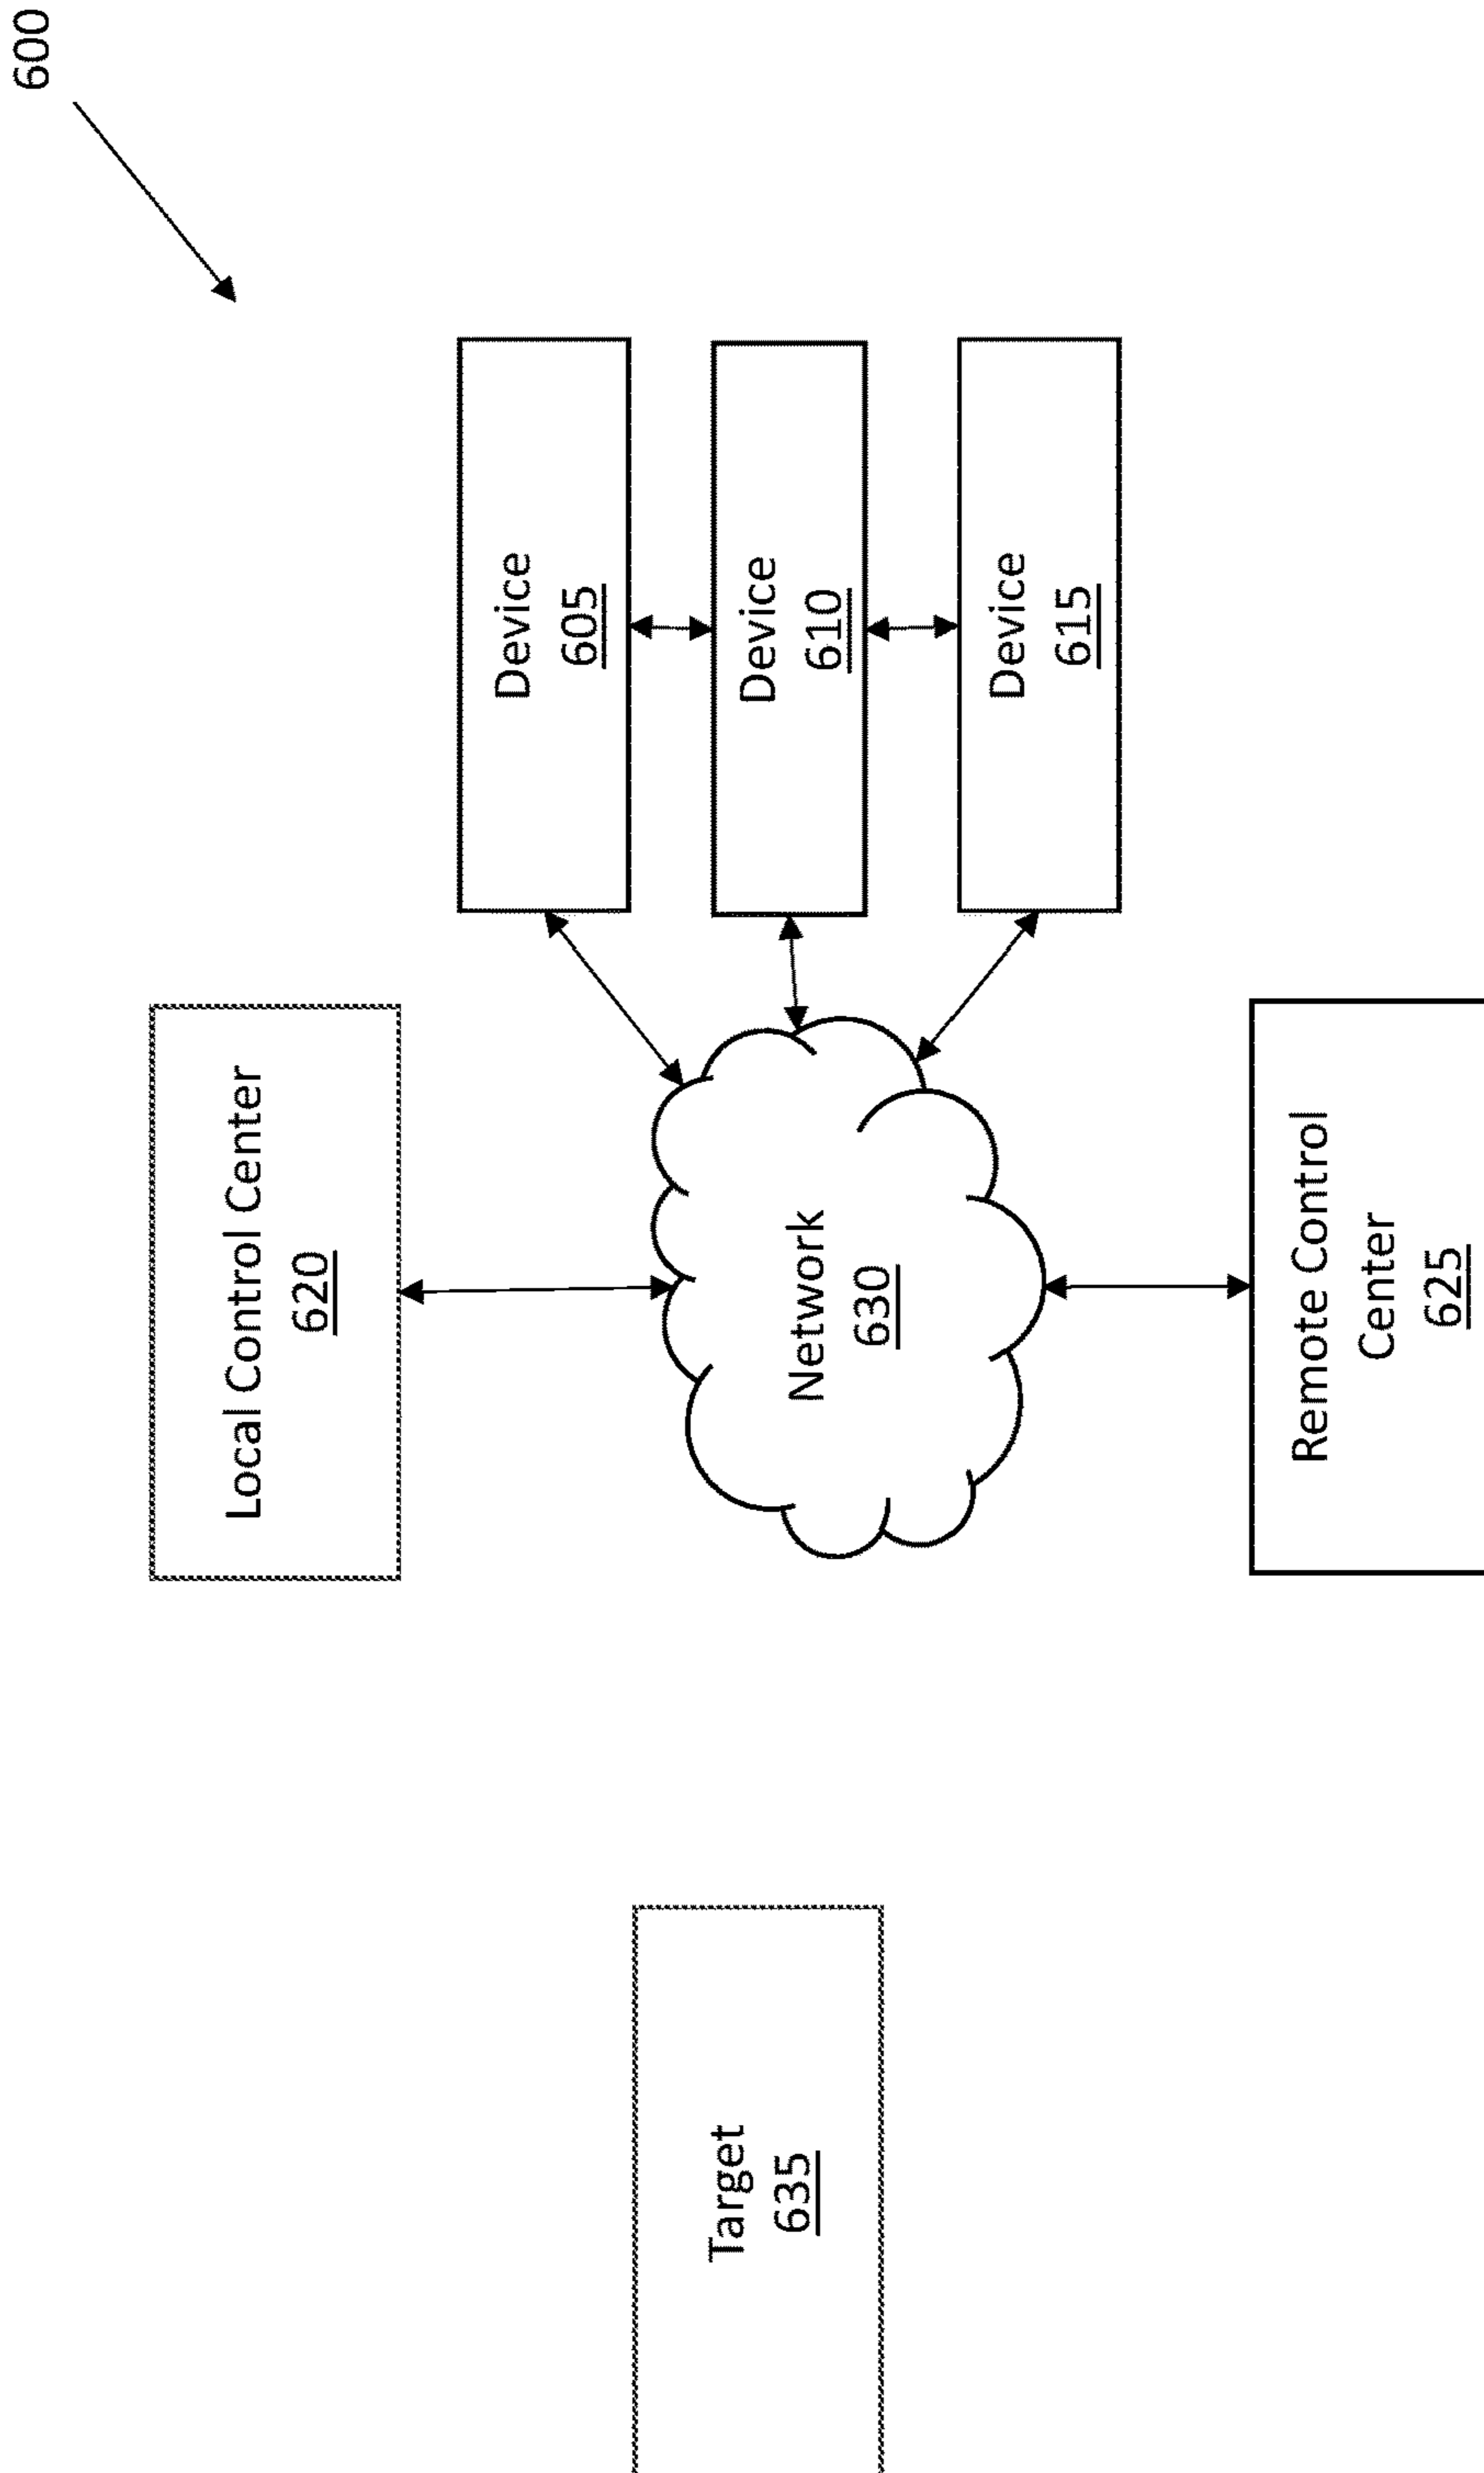 600
Local Control Center
620
Device
605
Device
610
Device
615
Network
630
Target
635
Remote Control
Center
625